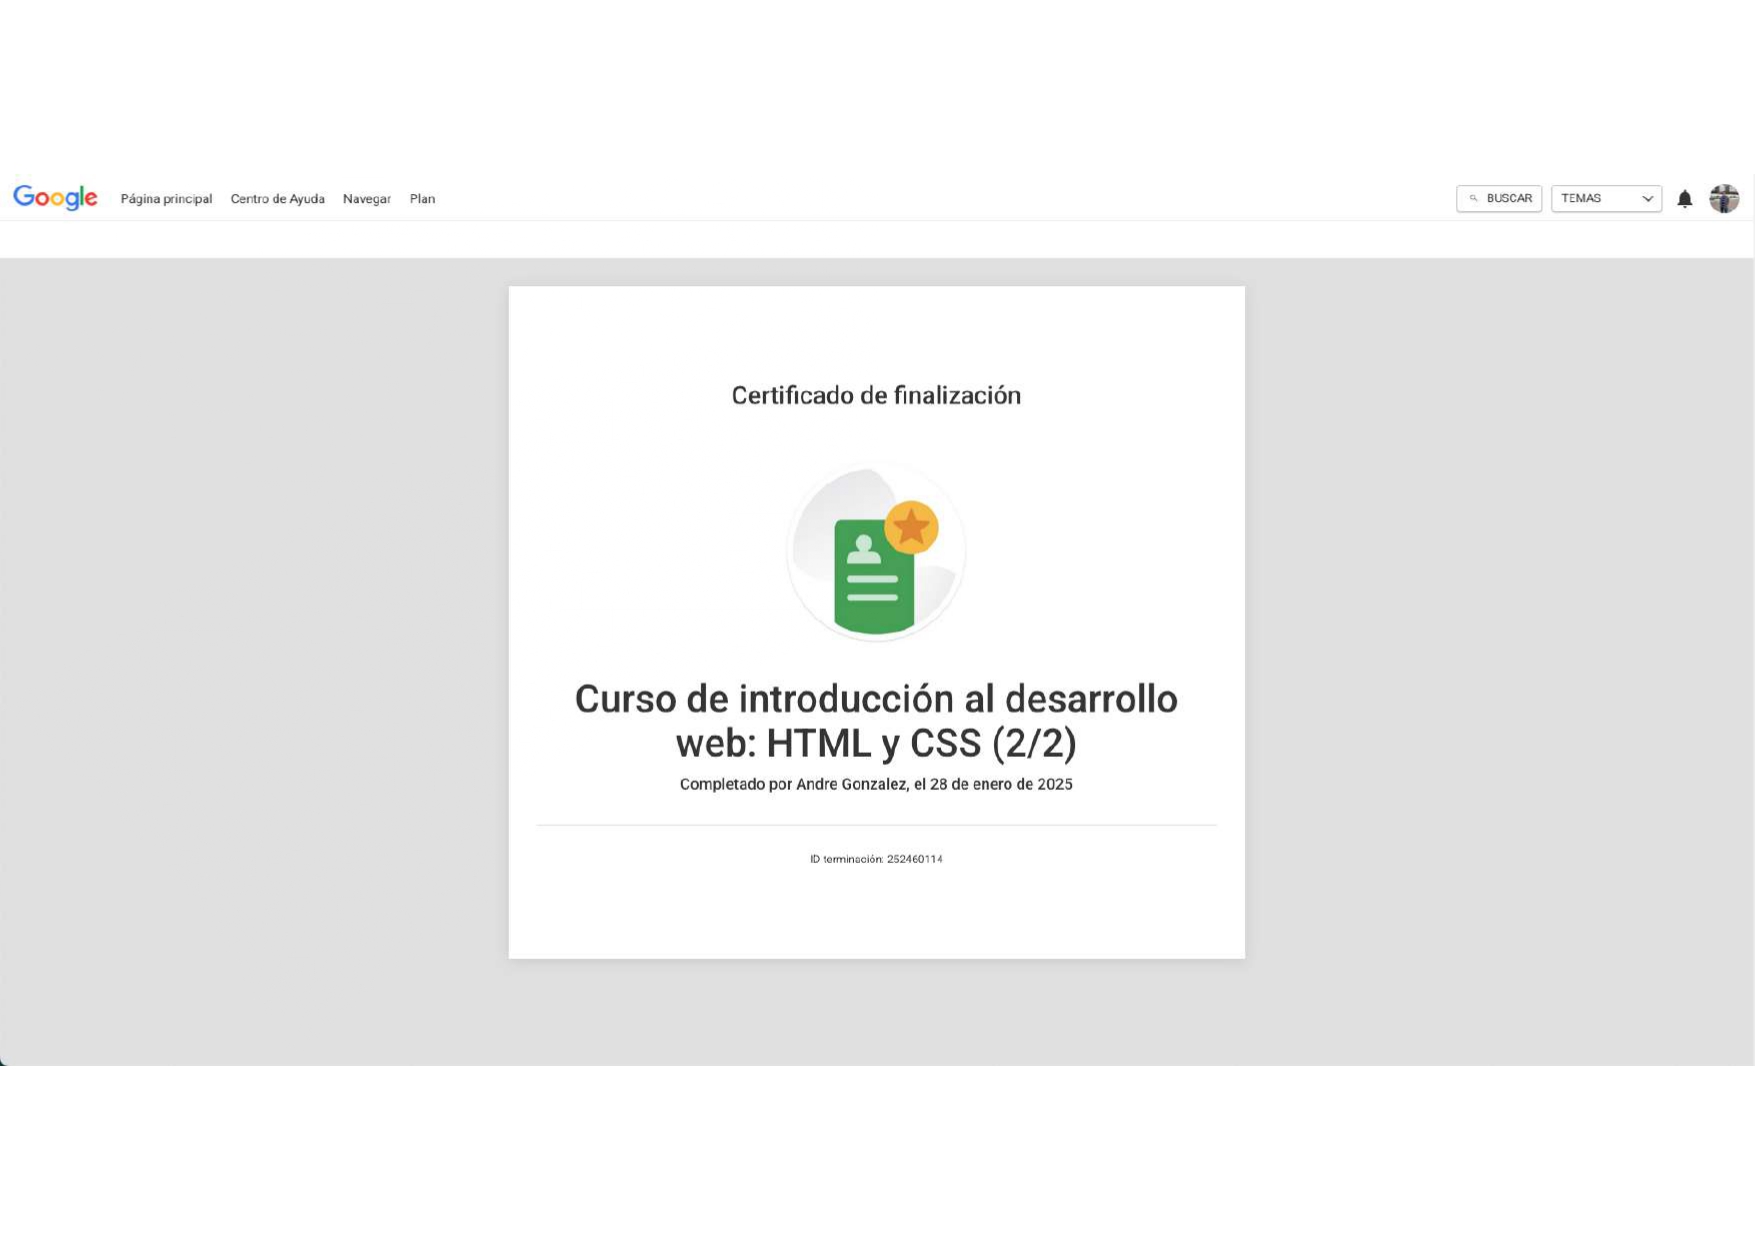 Google Página principal Centro de Ayuda Navegar Plan BUSCAR TEMAS
Certificado de finalización
Curso de introducción al desarrollo
web: HTML y CSS (2/2)
Completado por Andre Gonzalez, el 28 de enero de 2025
ID terminación: 252460114